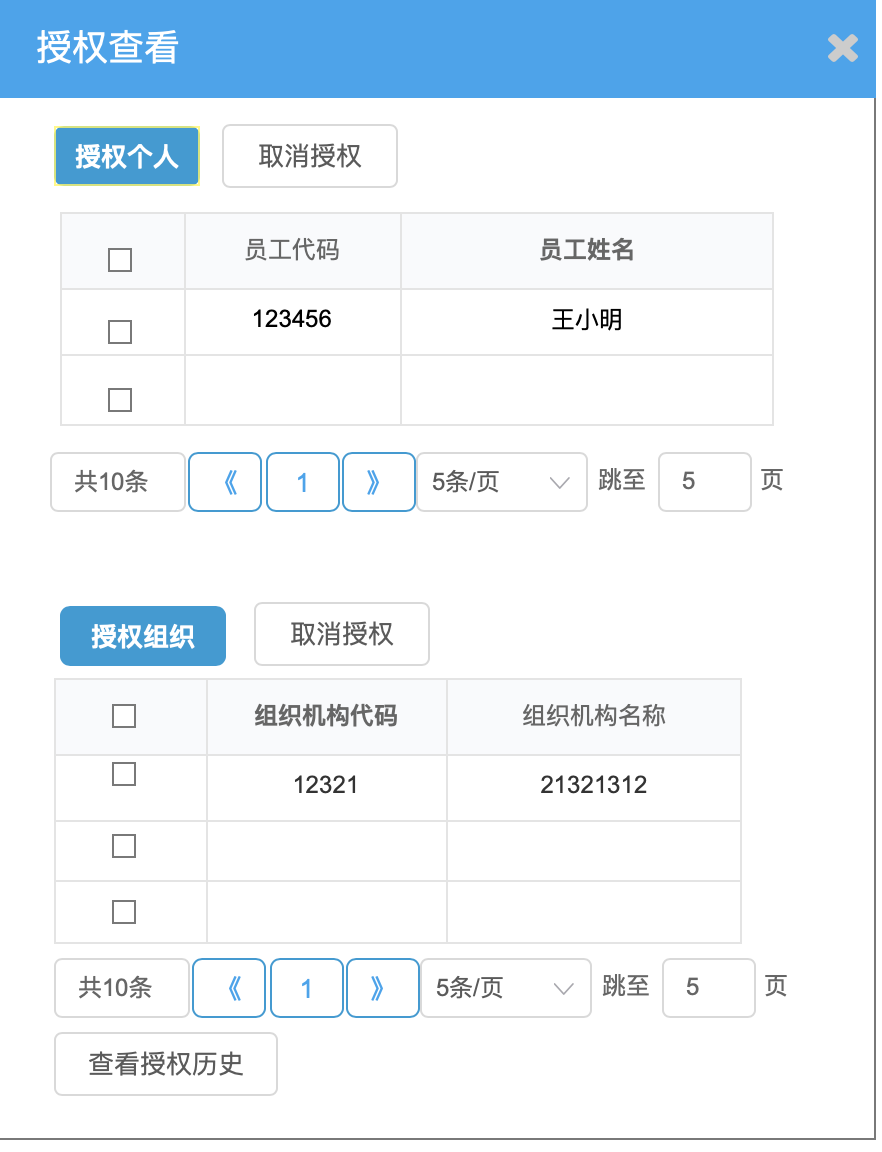 授权查看
授权个人 取消授权
员工代码 员工姓名
123456 王小明
共10条 《 1 》 5条/页 跳至 5 页
授权组织 取消授权
组织机构代码 组织机构名称
12321 21321312
共10条 《 1 》 5条/页 跳至 5 页
查看授权历史